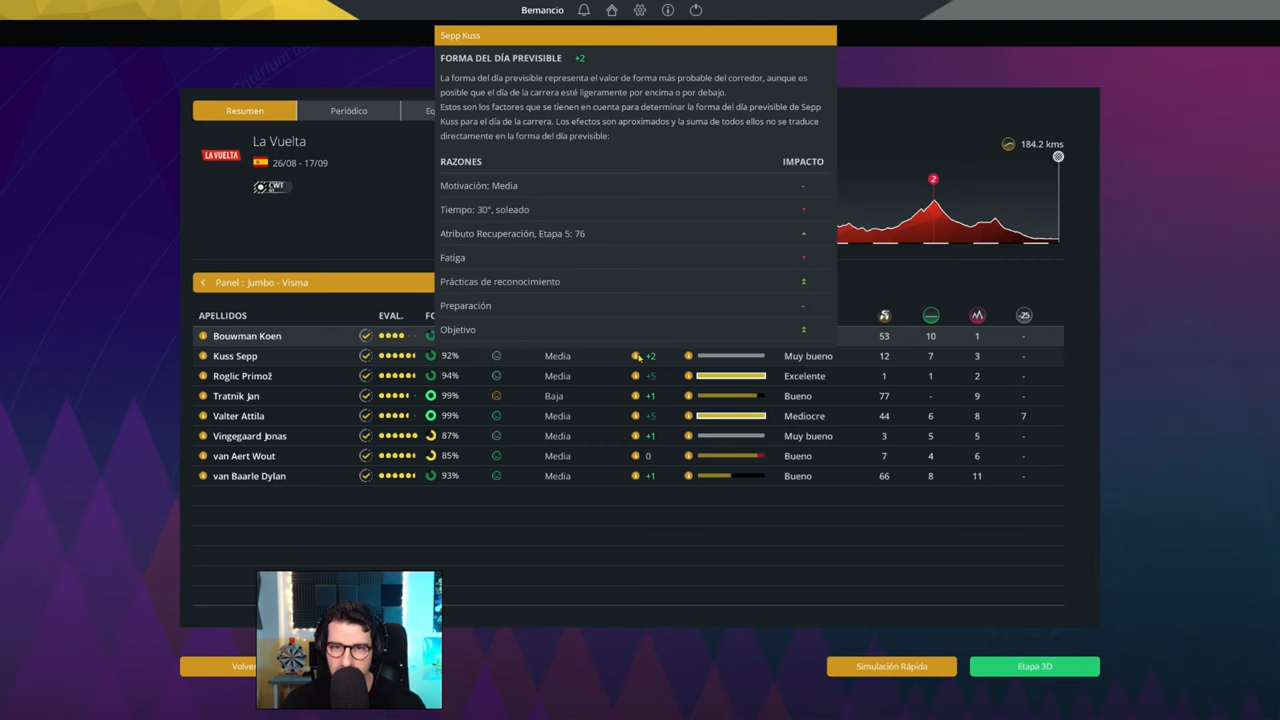 Bemancio
Sepp Kuss
FORMA DEL DÍA PREVISIBLE +2
La forma del día previsible representa el valor de forma más probable del corredor, aunque es
posible que el día de la carrera esté ligeramente por encima o por debajo.
Estos son los factores que se tienen en cuenta para determinar la forma del día previsible de Sepp
Kuss para el día de la carrera. Los efectos son aproximados y la suma de todos ellos no se traduce
directamente en la forma del día previsible:
RAZONES IMPACTO
Motivación: Media -
Tiempo: 30°, soleado
Atributo Recuperación, Etapa 5: 76
Fatiga
Prácticas de reconocimiento
Preparación -
Objetivo
Resumen Periódico
La Vuelta
LA VUELTA
26/08 - 17/09
CWT
184.2 kms
2
Panel : Jumbo - Visma
APELLIDOS EVAL. -25
Bouwman Koen 53 10 1 -
Kuss Sepp 92% Media +2 Muy bueno 12 7 3 -
Roglic Primož 94% Media +5 Excelente 1 1 2 -
Tratnik Jan 99% Baja +1 Bueno 77 - 9 -
Valter Attila 99% Media +5 Mediocre 44 6 8 7
Vingegaard Jonas 87% Media +1 Muy bueno 3 5 5 -
van Aert Wout 85% Media 0 Bueno 7 4 6 -
van Baarle Dylan 93% Media +1 Bueno 66 8 11 -
Simulación Rápida
Etapa 3D